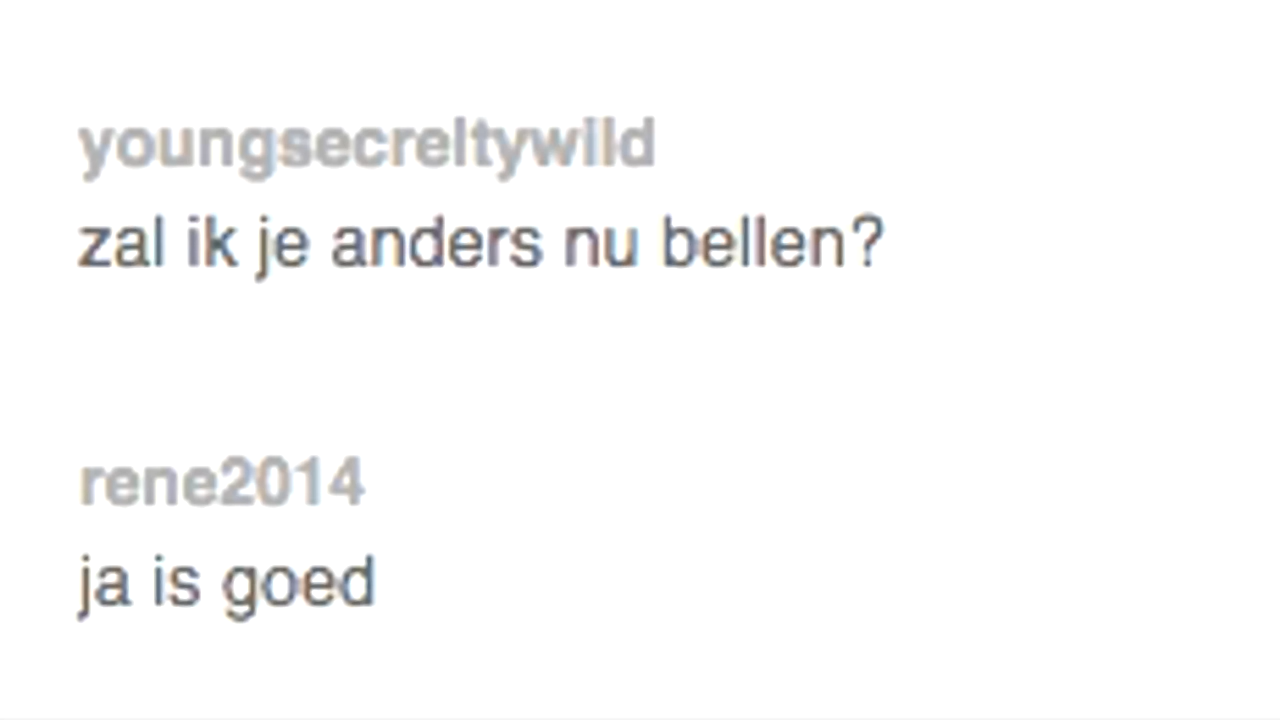 youngsecreltywild
zal ik je anders nu bellen?
rene2014
ja is goed